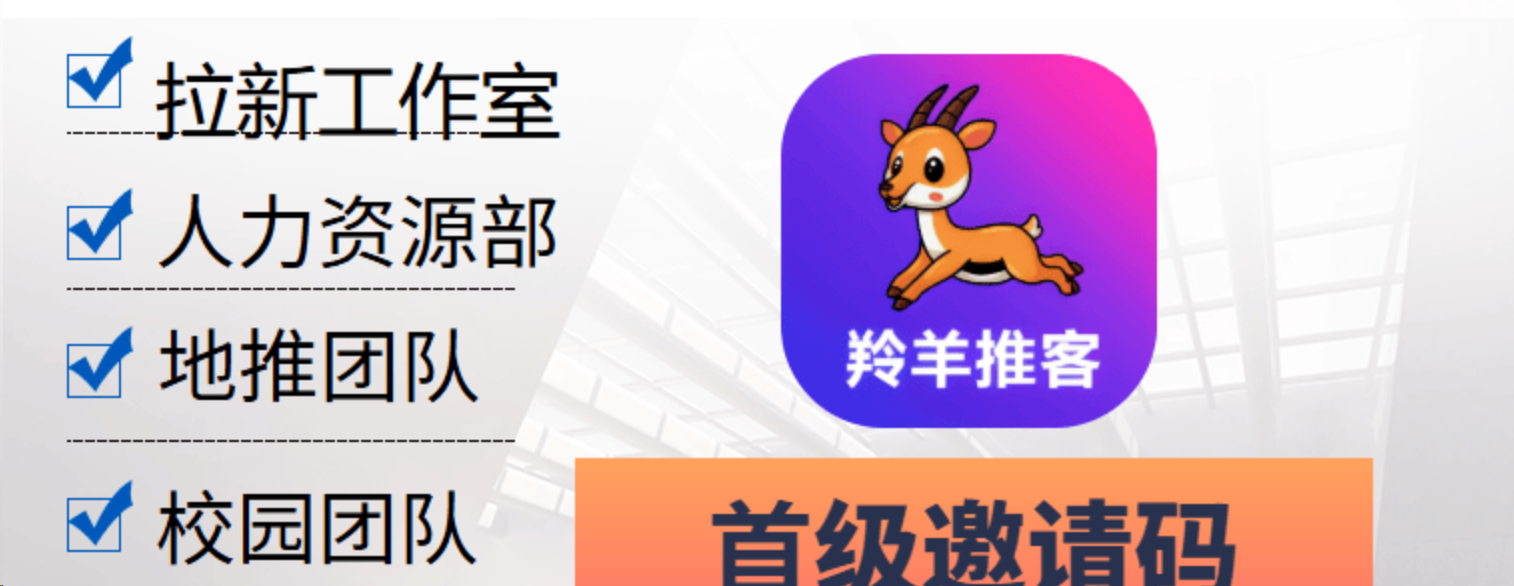 拉新工作室
人力资源部
地推团队
校园团队
羚羊推客
首级邀请码